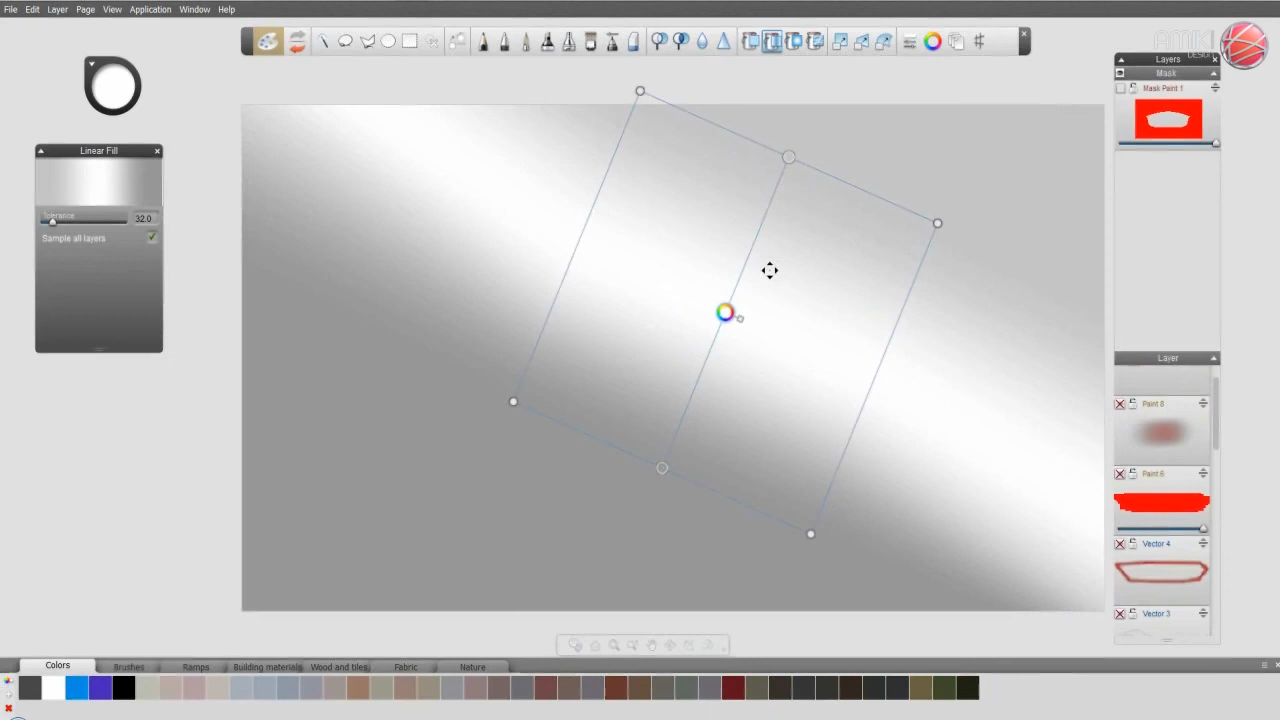 File Edit Layer Page View Application Window Help
AMKI
DESIGN
Linear Fill
Tolerance 32.0
Sample all layers
Layers
Mask
Mask Paint 1
Layer
Paint 8
Paint 6
Vector 4
Vector 3
Colors Brushes Ramps Building materials Wood and tiles Fabric Nature